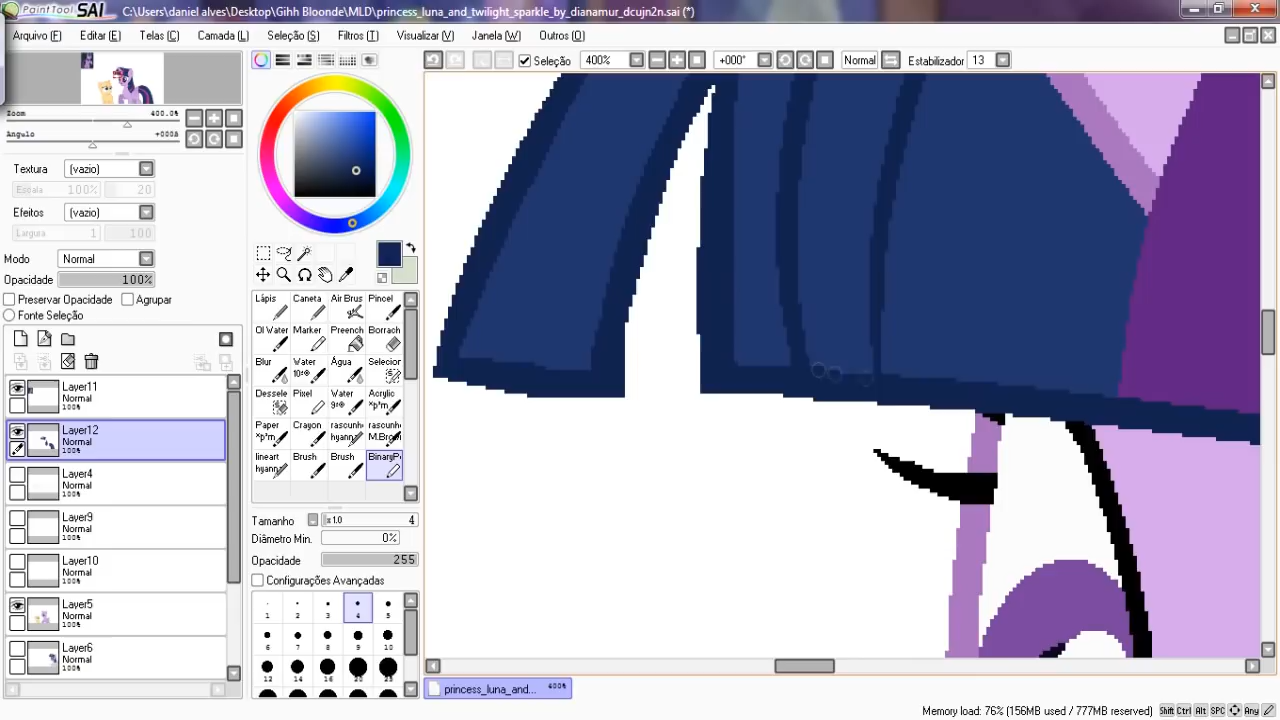 PaintTool SAI C:\Users\daniel alves\Desktop\Gihh Bloonde\MLD\princess_luna_and_twilight_sparkle_by_dianamur_dcujn2n.sai (*)
Arquivo(F) Editar(E) Telas(C) Camada(L) Seleção(S) Filtros(T) Visualizar(V) Janela(W) Outros(O)
Seleção 400% +000° Normal Estabilizador 13
Zoom 400.0%
Angulo +000å
Textura (vazio)
Escala 100% 20
Efeitos (vazio)
Largura 1 100
Modo Normal
Opacidade 100%
Preservar Opacidade Agrupar
Fonte Seleção
Layer11
Normal
100%
Layer12
Normal
100%
Layer4
Normal
100%
Layer9
Normal
100%
Layer10
Normal
100%
Layer5
Normal
100%
Layer6
Normal
100%
Lápis Caneta Air Brus Pincel
Ol Water Marker Preench Borrach
Blur Water Água Selecion
Dessele Pixel Water Acrylic
Paper Crayon rascunh rascunh
lineart Brush Brush BinaryPe
Tamanho x1.0 4
Diâmetro Min. 0%
Opacidade 255
Configurações Avançadas
1 2 3 4 5
6 7 8 9 10
12 14 16 20 25
princess_luna_and... 400%
Memory load: 76% (156MB used / 777MB reserved) Shift Ctrl Alt SPC Any